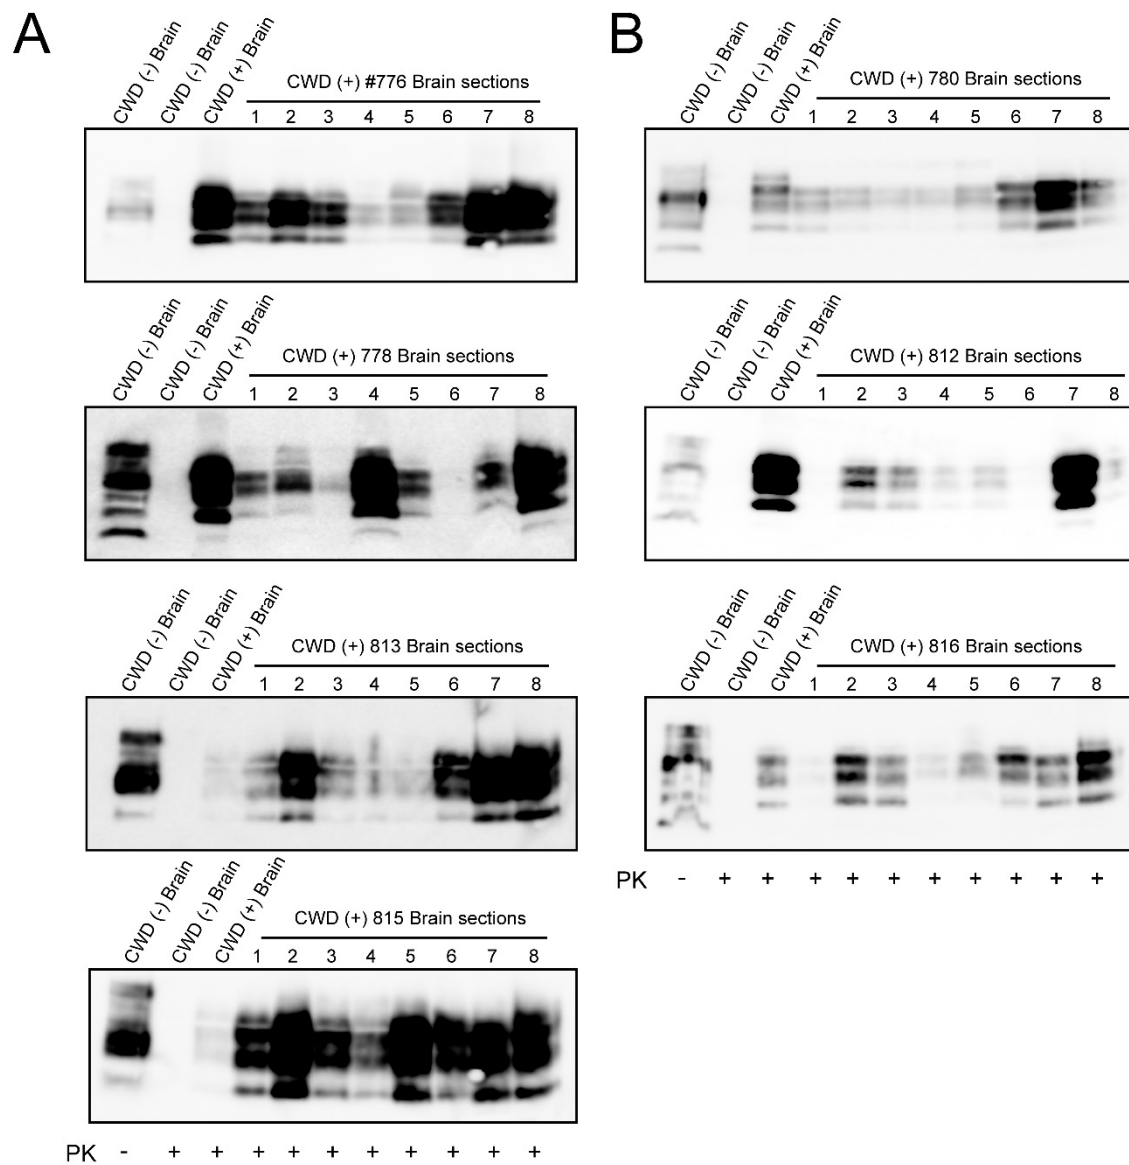 A
CWD (-) Brain
CWD (-) Brain
CWD (+) Brain
CWD (+) #776 Brain sections
1 2 3 4 5 6 7 8
CWD (-) Brain
CWD (-) Brain
CWD (+) Brain
CWD (+) 778 Brain sections
1 2 3 4 5 6 7 8
CWD (-) Brain
CWD (-) Brain
CWD (+) Brain
CWD (+) 813 Brain sections
1 2 3 4 5 6 7 8
CWD (-) Brain
CWD (-) Brain
CWD (+) Brain
CWD (+) 815 Brain sections
1 2 3 4 5 6 7 8
PK - + + + + + + + + + +
B
CWD (-) Brain
CWD (-) Brain
CWD (+) Brain
CWD (+) 780 Brain sections
1 2 3 4 5 6 7 8
CWD (-) Brain
CWD (-) Brain
CWD (+) Brain
CWD (+) 812 Brain sections
1 2 3 4 5 6 7 8
CWD (-) Brain
CWD (-) Brain
CWD (+) Brain
CWD (+) 816 Brain sections
1 2 3 4 5 6 7 8
PK - + + + + + + + + + +